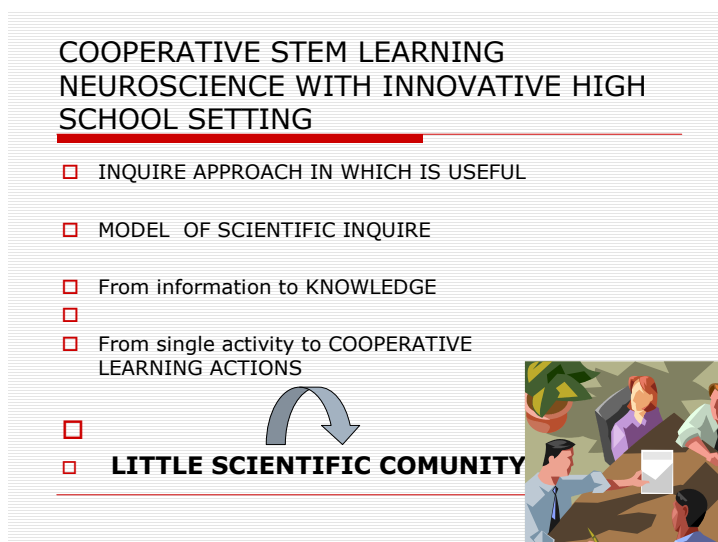 COOPERATIVE STEM LEARNING
NEUROSCIENCE WITH INNOVATIVE HIGH
SCHOOL SETTING
INQUIRE APPROACH IN WHICH IS USEFUL
MODEL OF SCIENTIFIC INQUIRE
From information to KNOWLEDGE
From single activity to COOPERATIVE
LEARNING ACTIONS
LITTLE SCIENTIFIC COMUNITY